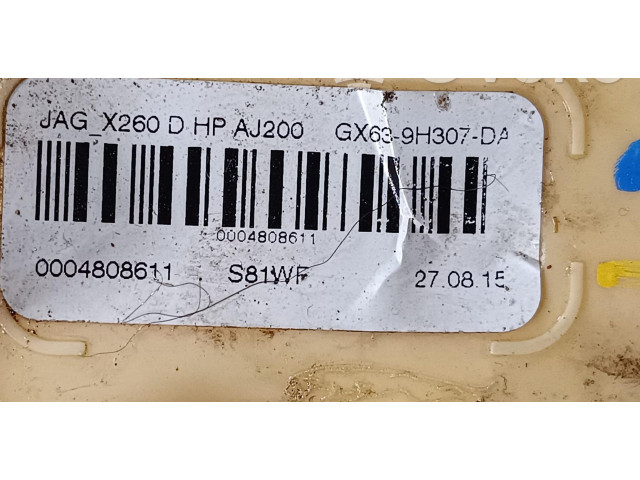 JAG_X260 D HP AJ200 GX63-9H307-DA
0004808611
0004808611 S81WF 27.08.15